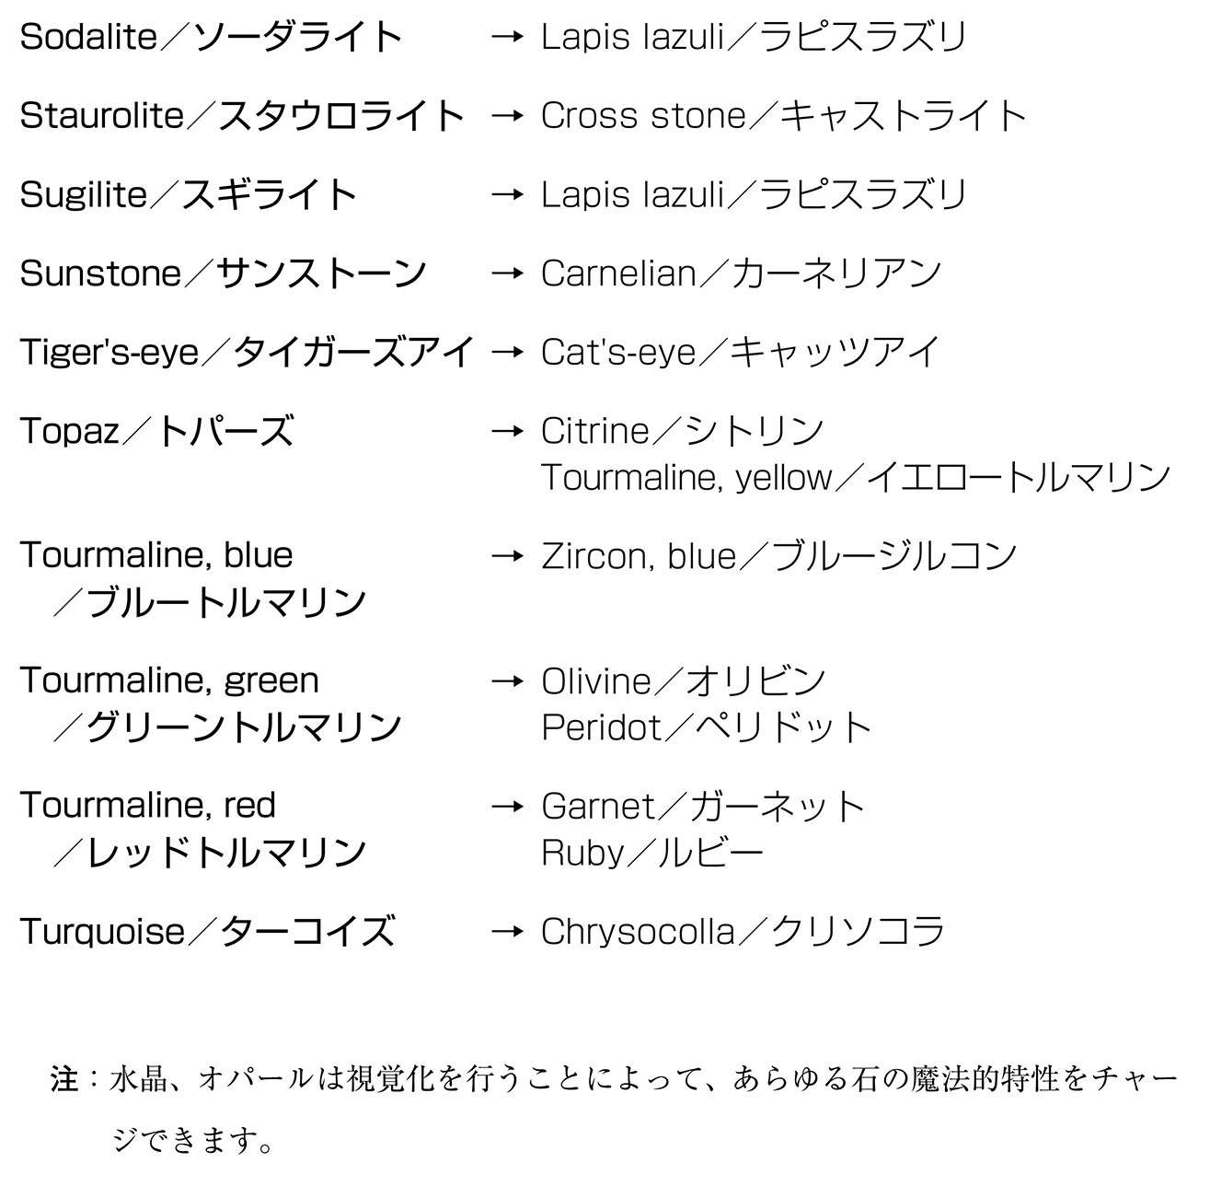 Sodalite／ソーダライト → Lapis lazuli／ラピスラズリ
Staurolite／スタウロライト → Cross stone／キャストライト
Sugilite／スギライト → Lapis lazuli／ラピスラズリ
Sunstone／サンストーン → Carnelian／カーネリアン
Tiger's-eye／タイガーズアイ → Cat's-eye／キャッツアイ
Topaz／トパーズ → Citrine／シトリン
Tourmaline, yellow／イエロートルマリン
Tourmaline, blue → Zircon, blue／ブルージルコン
／ブルートルマリン
Tourmaline, green → Olivine／オリビン
／グリーントルマリン Peridot／ペリドット
Tourmaline, red → Garnet／ガーネット
／レッドトルマリン Ruby／ルビー
Turquoise／ターコイズ → Chrysocolla／クリソコラ
注：水晶、オパールは視覚化を行うことによって、あらゆる石の魔法的特性をチャー
ジできます。